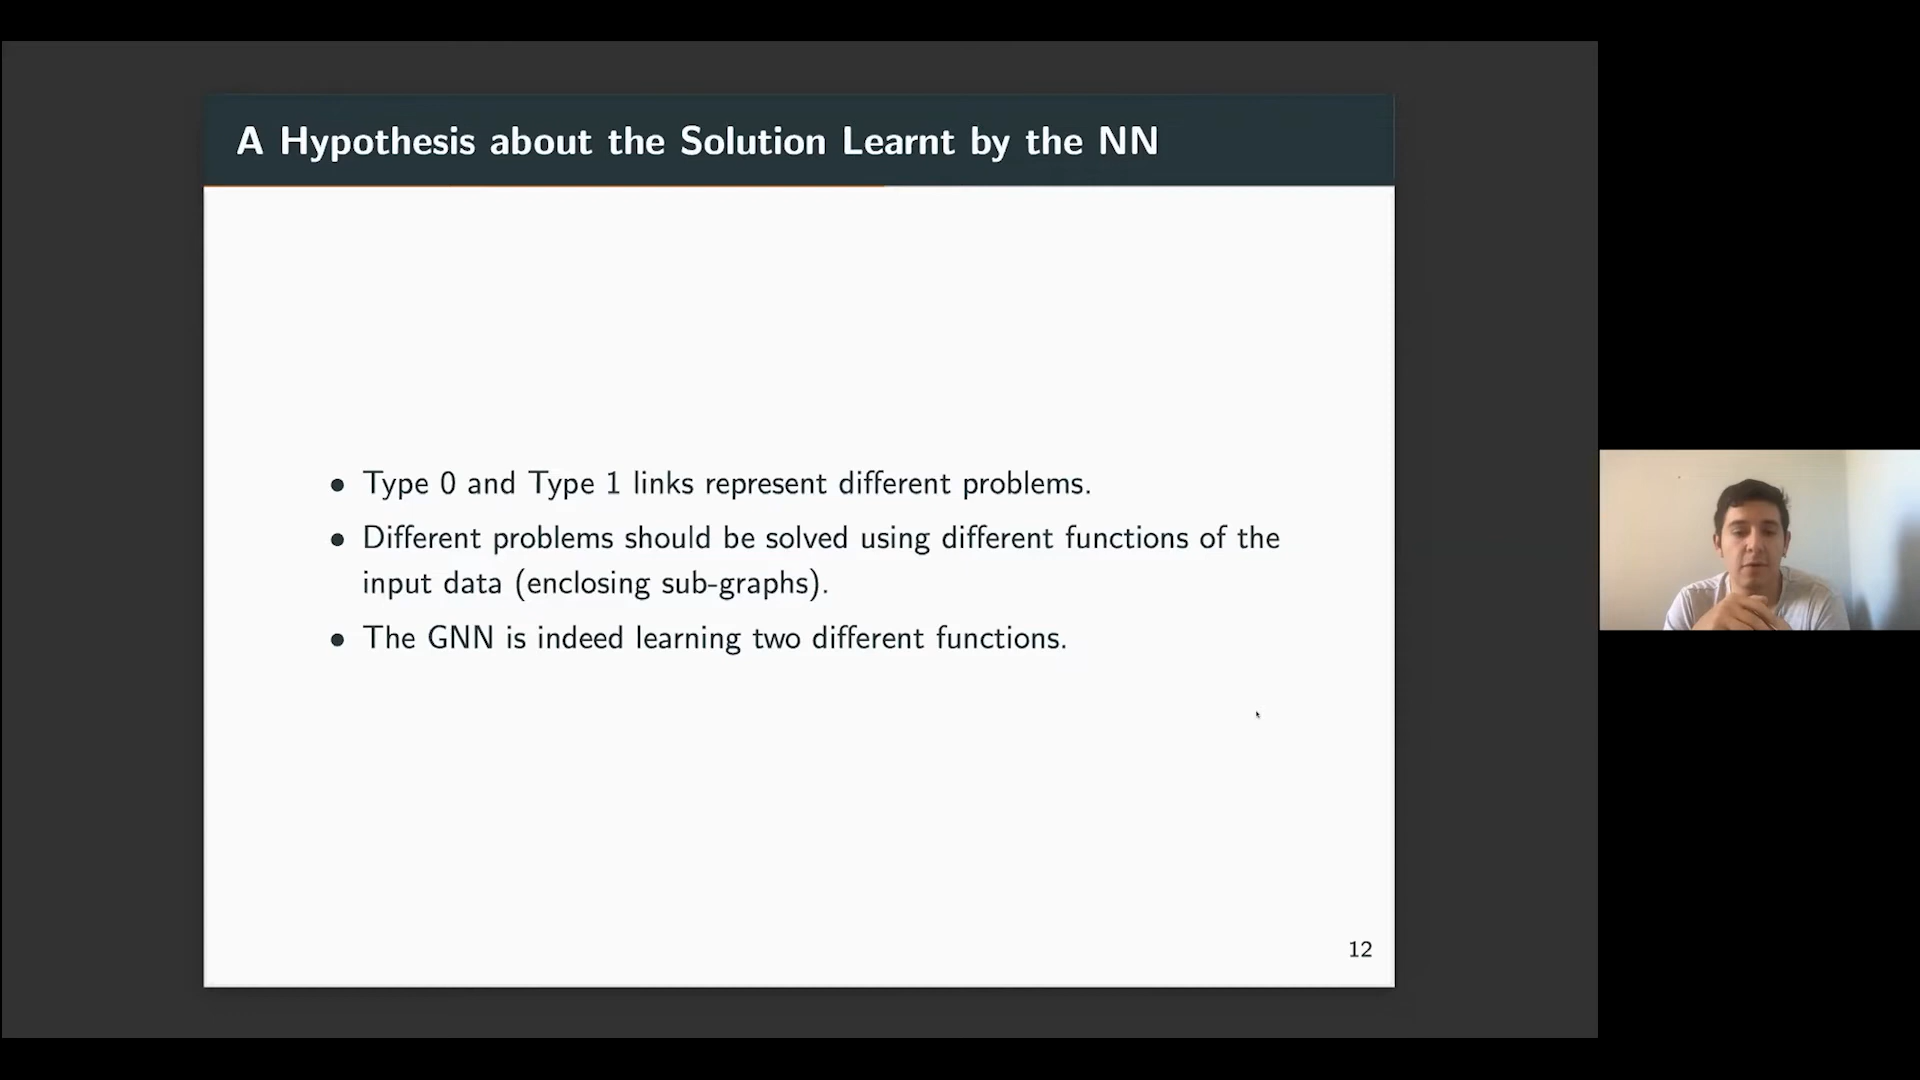 A Hypothesis about the Solution Learnt by the NN
• Type 0 and Type 1 links represent different problems.
• Different problems should be solved using different functions of the
input data (enclosing sub-graphs).
• The GNN is indeed learning two different functions.
12